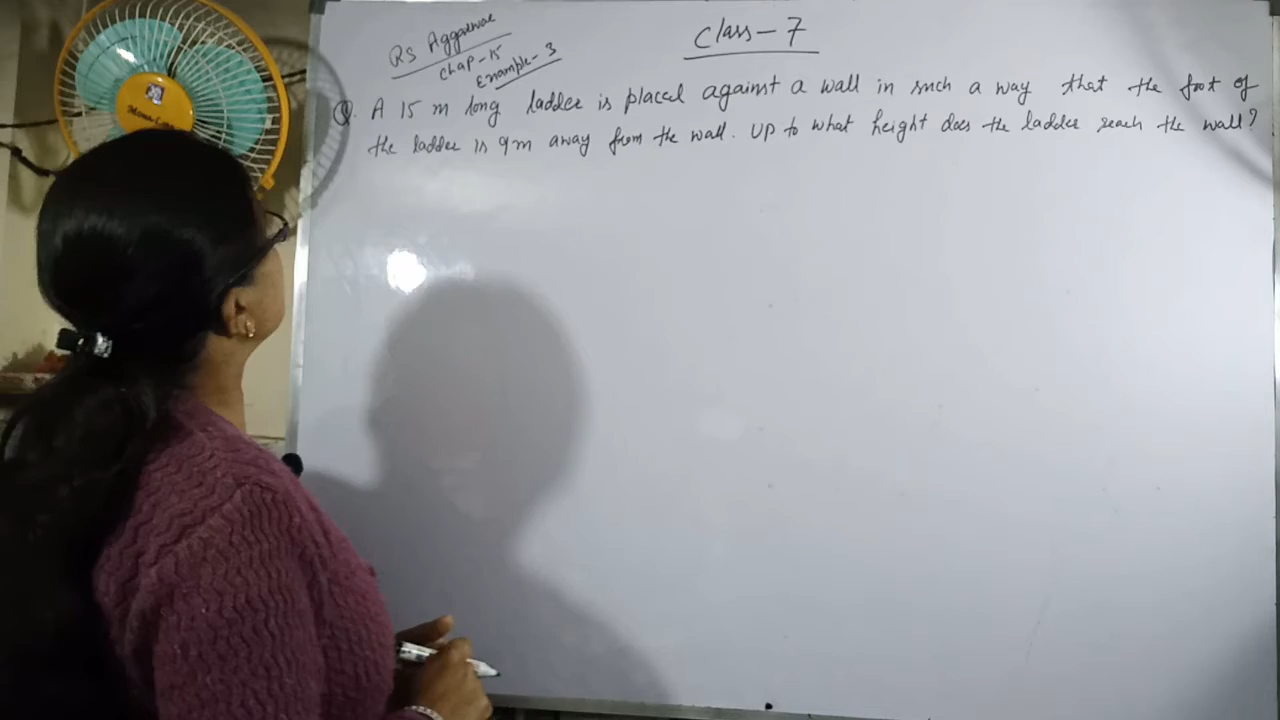 RS Aggarwal
Chap-15
Example-3
Class-7
Q. A 15 m long ladder is placed against a wall in such a way that the foot of
the ladder is 9m away from the wall. Up to what height does the ladder reach the wall?